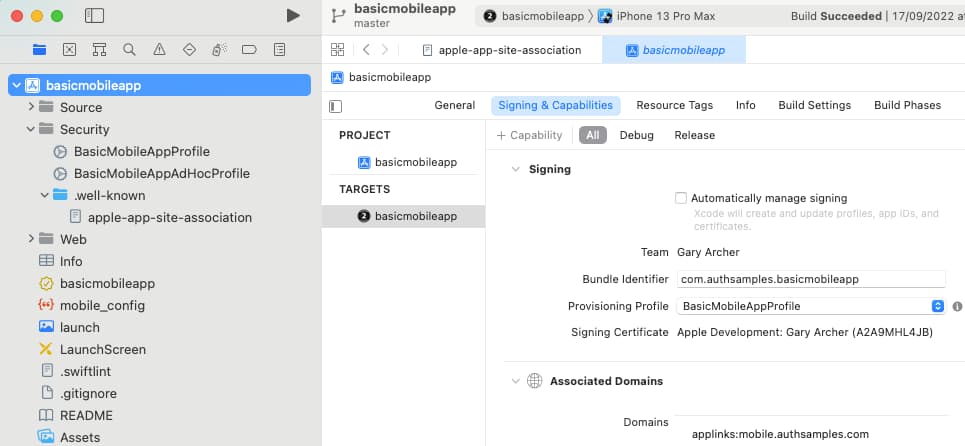 basicmobileapp
master
2 basicmobileapp > iPhone 13 Pro Max
Build Succeeded | 17/09/2022 at
apple-app-site-association
basicmobileapp
basicmobileapp
basicmobileapp
Source
Security
BasicMobileAppProfile
BasicMobileAppAdHocProfile
.well-known
apple-app-site-association
Web
Info
basicmobileapp
mobile_config
launch
LaunchScreen
.swiftlint
.gitignore
README
Assets
General
Signing & Capabilities
Resource Tags
Info
Build Settings
Build Phases
PROJECT
basicmobileapp
TARGETS
2 basicmobileapp
+ Capability
All
Debug
Release
Signing
Automatically manage signing
Xcode will create and update profiles, app IDs, and
certificates.
Team Gary Archer
Bundle Identifier com.authsamples.basicmobileapp
Provisioning Profile BasicMobileAppProfile
Signing Certificate Apple Development: Gary Archer (A2A9MHL4JB)
Associated Domains
Domains
applinks:mobile.authsamples.com